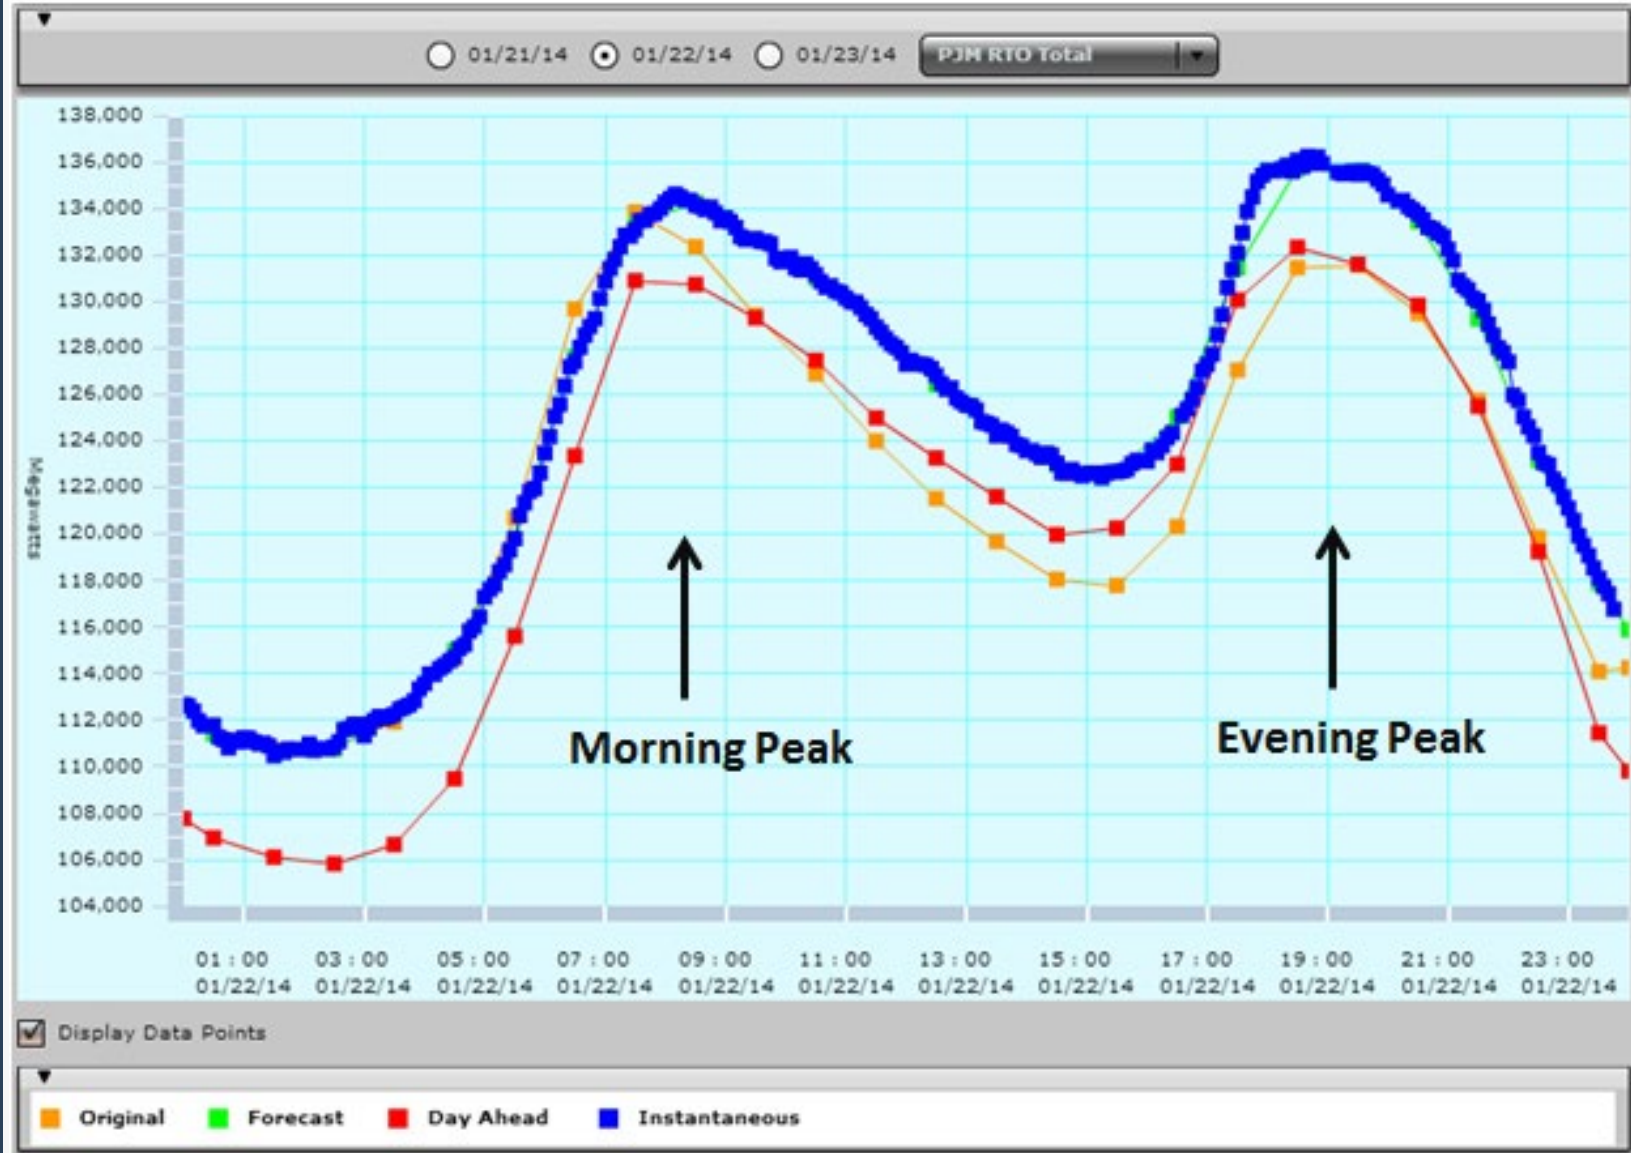 01/21/14 01/22/14 01/23/14 PJM RTO Total
138,000
136,000
134,000
132,000
130,000
128,000
126,000
124,000
122,000
120,000
118,000
116,000
114,000
112,000
110,000
108,000
106,000
104,000
Megawatts
Morning Peak
Evening Peak
01:00 03:00 05:00 07:00 09:00 11:00 13:00 15:00 17:00 19:00 21:00 23:00
01/22/14 01/22/14 01/22/14 01/22/14 01/22/14 01/22/14 01/22/14 01/22/14 01/22/14 01/22/14 01/22/14 01/22/14
Display Data Points
Original Forecast Day Ahead Instantaneous